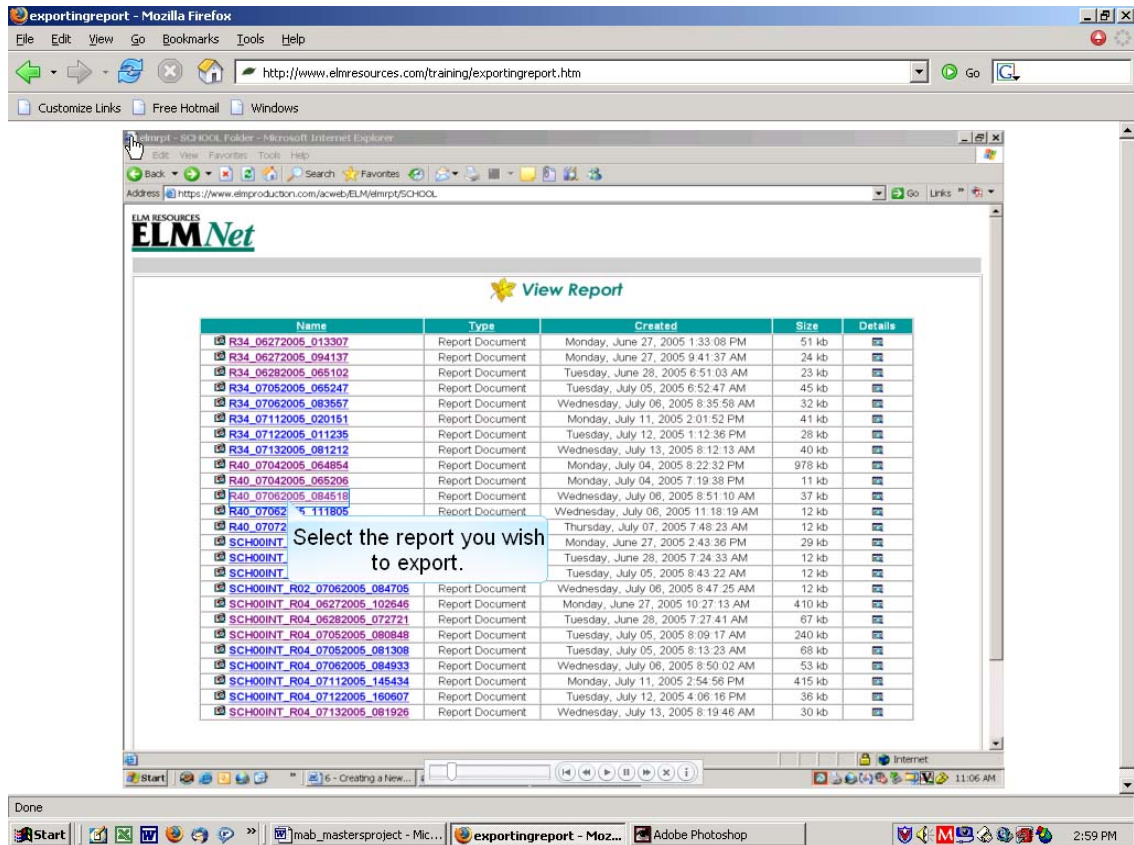 exportingreport - Mozilla Firefox
File Edit View Go Bookmarks Tools Help
http://www.elmresources.com/training/exportingreport.htm Go
Customize Links Free Hotmail Windows
elmrpt - SCHOOL Folder - Microsoft Internet Explorer
Edit View Favorites Tools Help
Back Search Favorites
Address https://www.elmproduction.com/acweb/ELM/elmrpt/SCHOOL Go Links »
ELM RESOURCES
ELMNet
View Report
Name Type Created Size Details
R34_06272005_013307 Report Document Monday, June 27, 2005 1:33:08 PM 51 kb
R34_06272005_094137 Report Document Monday, June 27, 2005 9:41:37 AM 24 kb
R34_06282005_065102 Report Document Tuesday, June 28, 2005 6:51:03 AM 23 kb
R34_07052005_065247 Report Document Tuesday, July 05, 2005 6:52:47 AM 45 kb
R34_07062005_083557 Report Document Wednesday, July 06, 2005 8:35:58 AM 32 kb
R34_07112005_020151 Report Document Monday, July 11, 2005 2:01:52 PM 41 kb
R34_07122005_011235 Report Document Tuesday, July 12, 2005 1:12:36 PM 28 kb
R34_07132005_081212 Report Document Wednesday, July 13, 2005 8:12:13 AM 40 kb
R40_07042005_064854 Report Document Monday, July 04, 2005 8:22:32 PM 978 kb
R40_07042005_065206 Report Document Monday, July 04, 2005 7:19:38 PM 11 kb
R40_07062005_084518 Report Document Wednesday, July 06, 2005 8:51:10 AM 37 kb
R40_07062 5_111805 Report Document Wednesday, July 06, 2005 11:18:19 AM 12 kb
R40_07072 Thursday, July 07, 2005 7:48:23 AM 12 kb
SCH00INT_ Monday, June 27, 2005 2:43:36 PM 29 kb
SCH00INT_ Tuesday, June 28, 2005 7:24:33 AM 12 kb
SCH00INT_ Tuesday, July 05, 2005 8:43:22 AM 12 kb
Select the report you wish
to export.
SCH00INT_R02_07062005_084705 Report Document Wednesday, July 06, 2005 8:47:25 AM 12 kb
SCH00INT_R04_06272005_102646 Report Document Monday, June 27, 2005 10:27:13 AM 410 kb
SCH00INT_R04_06282005_072721 Report Document Tuesday, June 28, 2005 7:27:41 AM 67 kb
SCH00INT_R04_07052005_080848 Report Document Tuesday, July 05, 2005 8:09:17 AM 240 kb
SCH00INT_R04_07052005_081308 Report Document Tuesday, July 05, 2005 8:13:23 AM 68 kb
SCH00INT_R04_07062005_084933 Report Document Wednesday, July 06, 2005 8:50:02 AM 53 kb
SCH00INT_R04_07112005_145434 Report Document Monday, July 11, 2005 2:54:56 PM 415 kb
SCH00INT_R04_07122005_160607 Report Document Tuesday, July 12, 2005 4:06:16 PM 36 kb
SCH00INT_R04_07132005_081926 Report Document Wednesday, July 13, 2005 8:19:46 AM 30 kb
Internet
Start » 6 - Creating a New... 11:06 AM
Done
Start » mab_mastersproject - Mic... exportingreport - Moz... Adobe Photoshop 2:59 PM